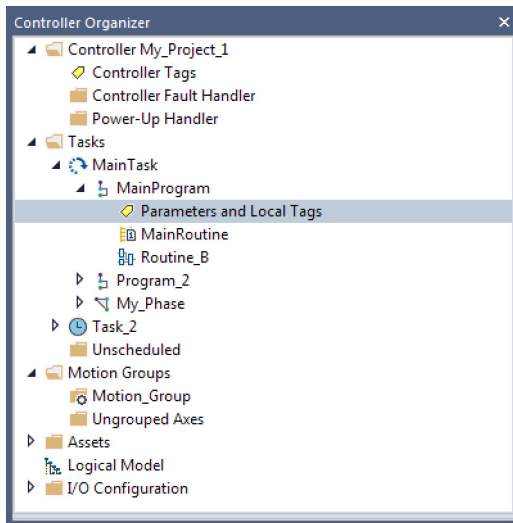 Controller Organizer
Controller My_Project_1
Controller Tags
Controller Fault Handler
Power-Up Handler
Tasks
MainTask
MainProgram
Parameters and Local Tags
MainRoutine
Routine_B
Program_2
My_Phase
Task_2
Unscheduled
Motion Groups
Motion_Group
Ungrouped Axes
Assets
Logical Model
I/O Configuration